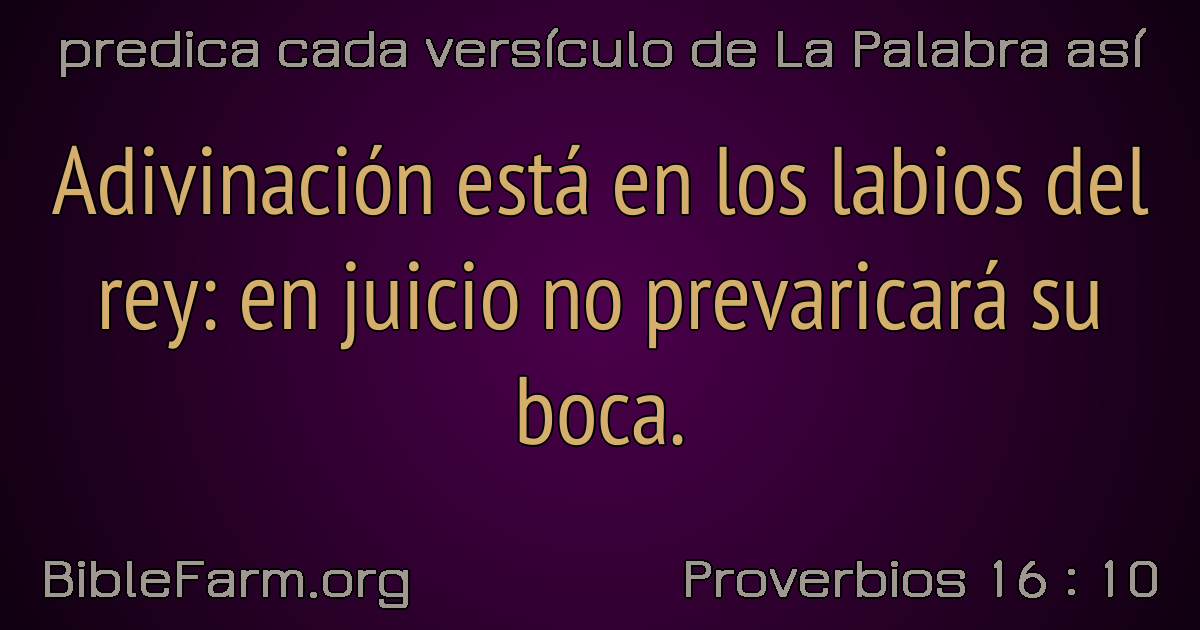 predica cada versículo de La Palabra así
Adivinación está en los labios del
rey: en juicio no prevaricará su
boca.
BibleFarm.org
Proverbios 16 : 10